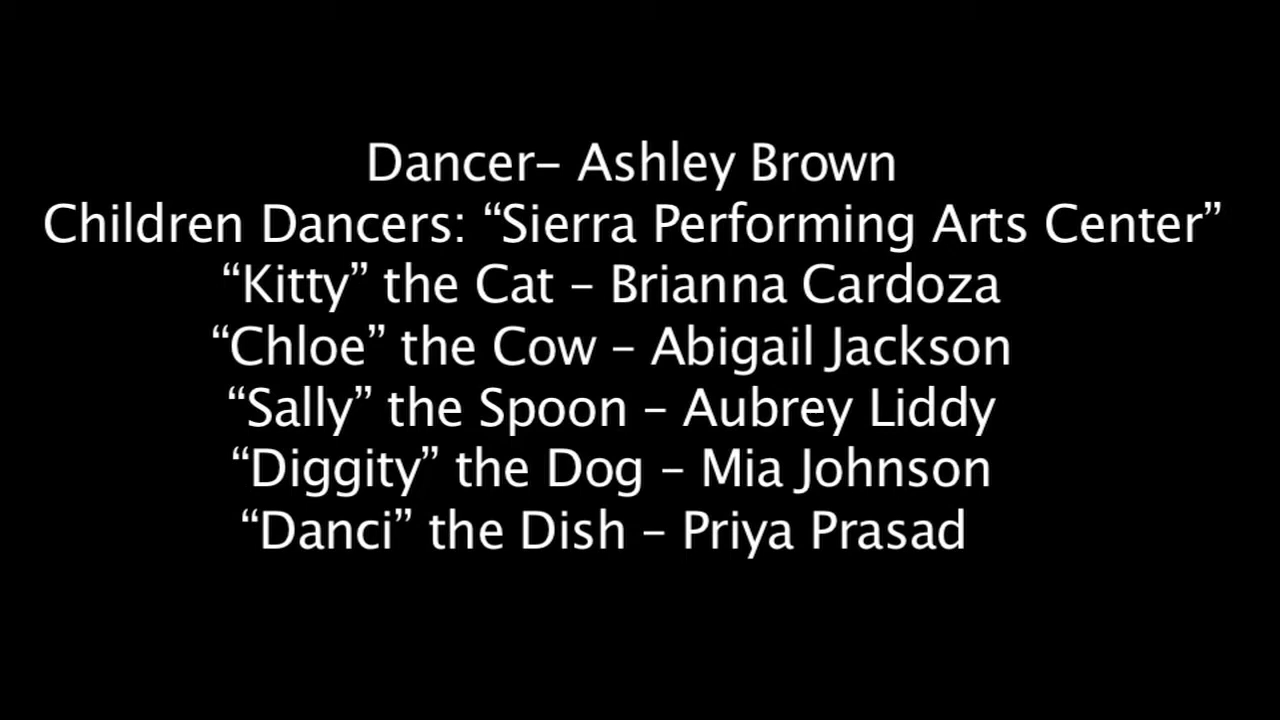 Dancer– Ashley Brown
Children Dancers: “Sierra Performing Arts Center”
“Kitty” the Cat – Brianna Cardoza
“Chloe” the Cow – Abigail Jackson
“Sally” the Spoon – Aubrey Liddy
“Diggity” the Dog – Mia Johnson
“Danci” the Dish – Priya Prasad